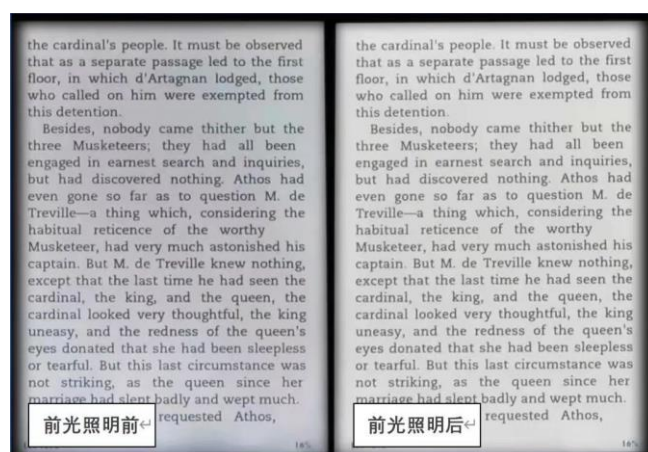 the cardinal's people. It must be observed
that as a separate passage led to the first
floor, in which d'Artagnan lodged, those
who called on him were exempted from
this detention.
Besides, nobody came thither but the
three Musketeers; they had all been
engaged in earnest search and inquiries,
but had discovered nothing. Athos had
even gone so far as to question M. de
Treville—a thing which, considering the
habitual reticence of the worthy
Musketeer, had very much astonished his
captain. But M. de Treville knew nothing,
except that the last time he had seen the
cardinal, the king, and the queen, the
cardinal looked very thoughtful, the king
uneasy, and the redness of the queen's
eyes donated that she had been sleepless
or tearful. But this last circumstance was
not striking, as the queen since her
marriage had slept badly and wept much.
requested Athos,
前光照明前
16%
the cardinal's people. It must be observed
that as a separate passage led to the first
floor, in which d'Artagnan lodged, those
who called on him were exempted from
this detention.
Besides, nobody came thither but the
three Musketeers; they had all been
engaged in earnest search and inquiries,
but had discovered nothing. Athos had
even gone so far as to question M. de
Treville—a thing which, considering the
habitual reticence of the worthy
Musketeer, had very much astonished his
captain. But M. de Treville knew nothing,
except that the last time he had seen the
cardinal, the king, and the queen, the
cardinal looked very thoughtful, the king
uneasy, and the redness of the queen's
eyes donated that she had been sleepless
or tearful. But this last circumstance was
not striking, as the queen since her
marriage had slept badly and wept much.
requested Athos,
前光照明后
16%